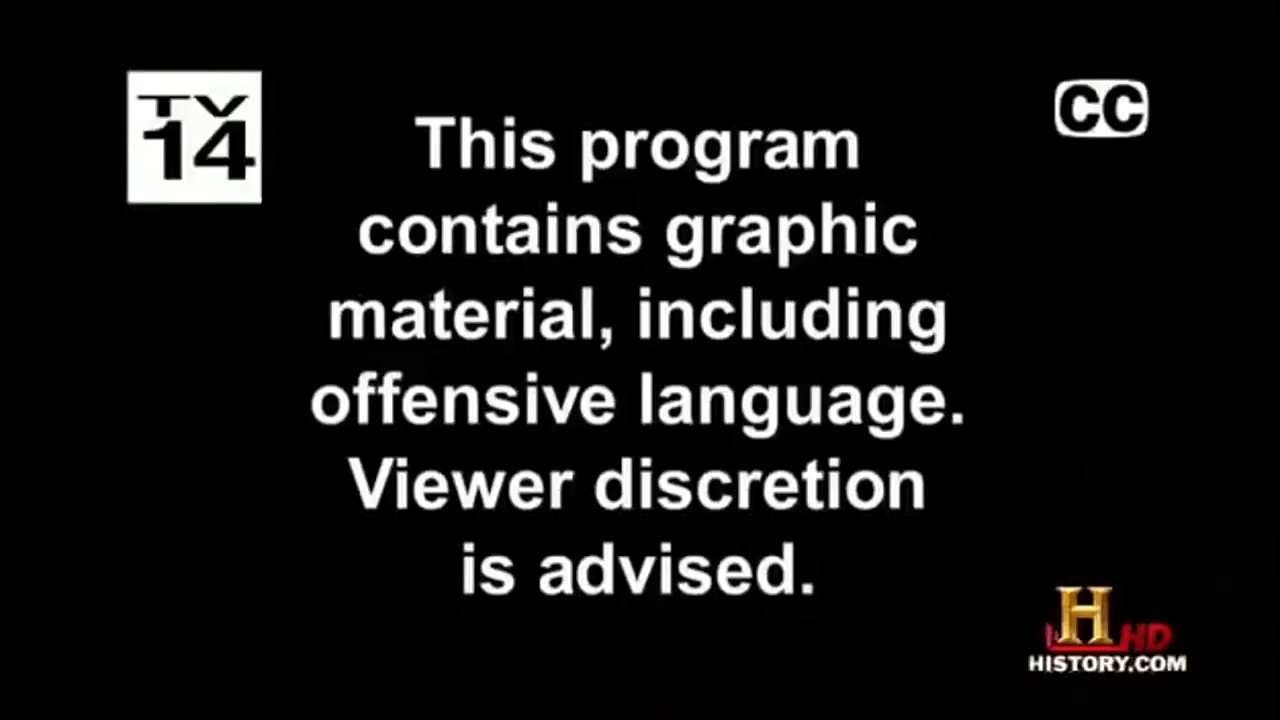 TV
14
CC
This program
contains graphic
material, including
offensive language.
Viewer discretion
is advised.
H HD
HISTORY.COM